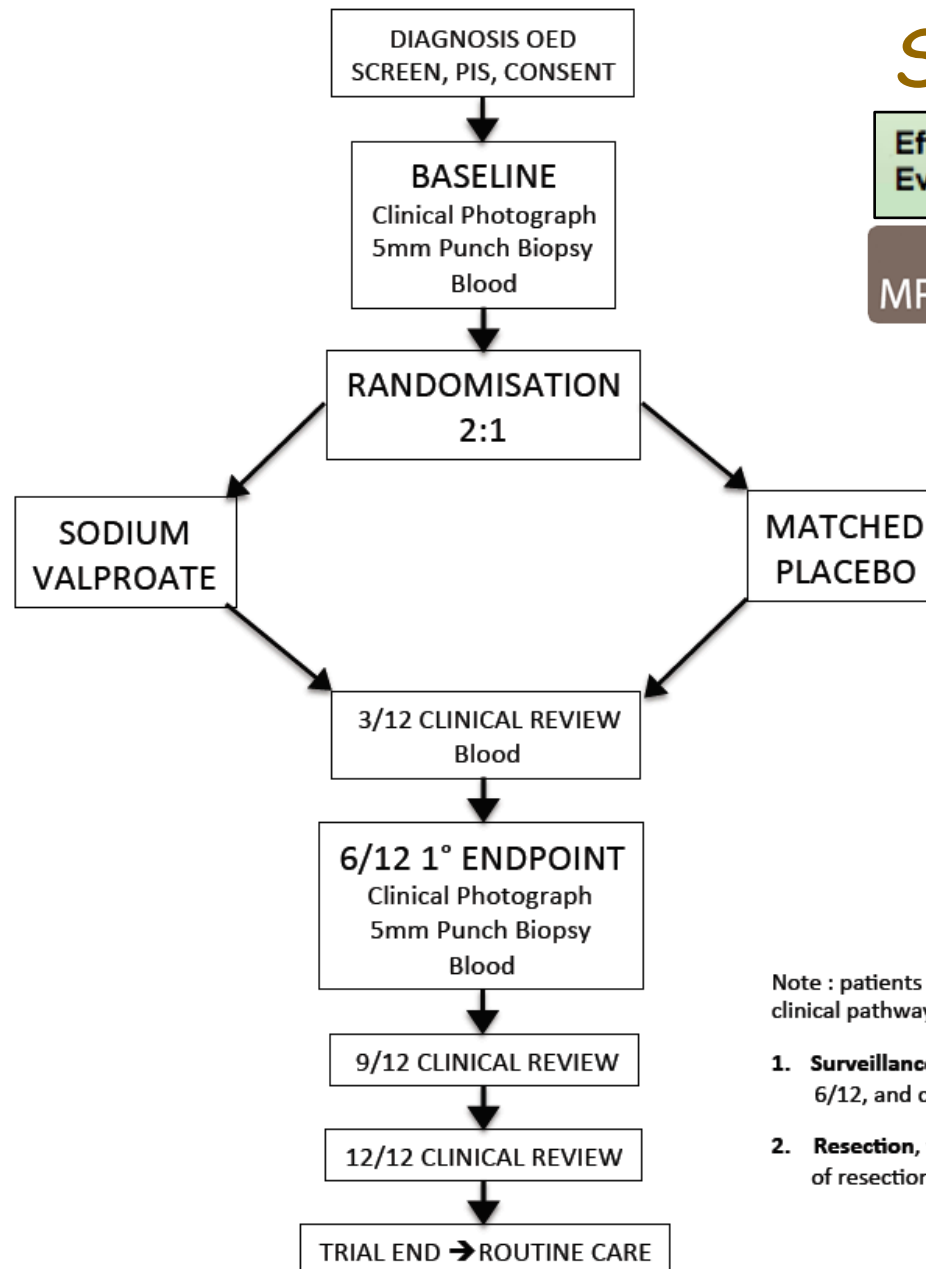 DIAGNOSIS OED
SCREEN, PIS, CONSENT
S
Ef
Ev
MR
BASELINE
Clinical Photograph
5mm Punch Biopsy
Blood
RANDOMISATION
2:1
SODIUM
VALPROATE
MATCHED
PLACEBO
3/12 CLINICAL REVIEW
Blood
6/12 1° ENDPOINT
Clinical Photograph
5mm Punch Biopsy
Blood
9/12 CLINICAL REVIEW
12/12 CLINICAL REVIEW
TRIAL END ➔ ROUTINE CARE
Note : patients
clinical pathway
1. Surveillance
6/12, and
2. Resection,
of resection